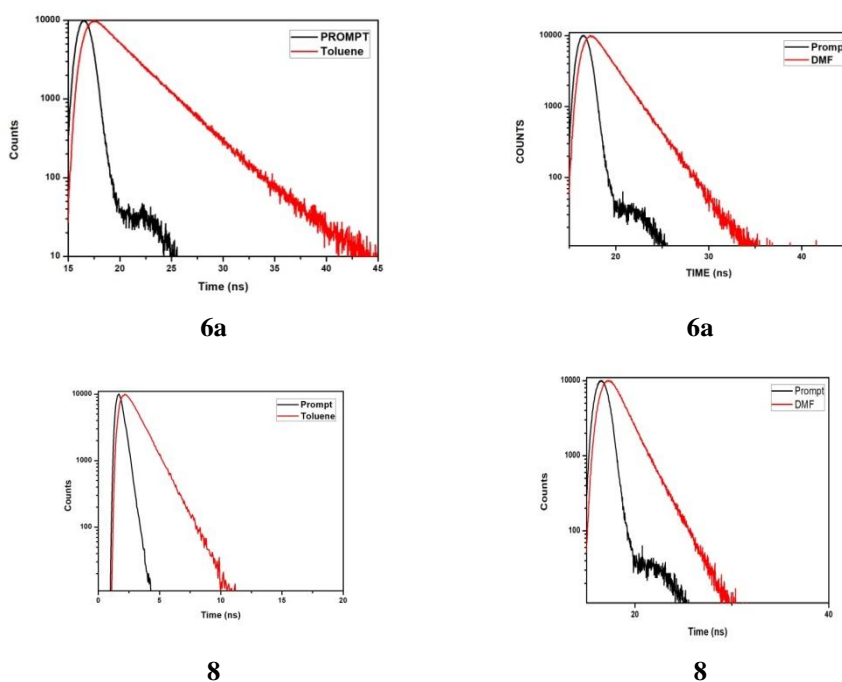 10000
1000
100
10
Counts
PROMPT
Toluene
15 20 25 30 35 40 45
Time (ns)
6a
10000
1000
100
COUNTS
Prompt
DMF
20 30 40
TIME (ns)
6a
10000
1000
100
Counts
Prompt
Toluene
0 5 10 15 20
Time (ns)
8
10000
1000
100
Counts
Prompt
DMF
20 40
Time (ns)
8